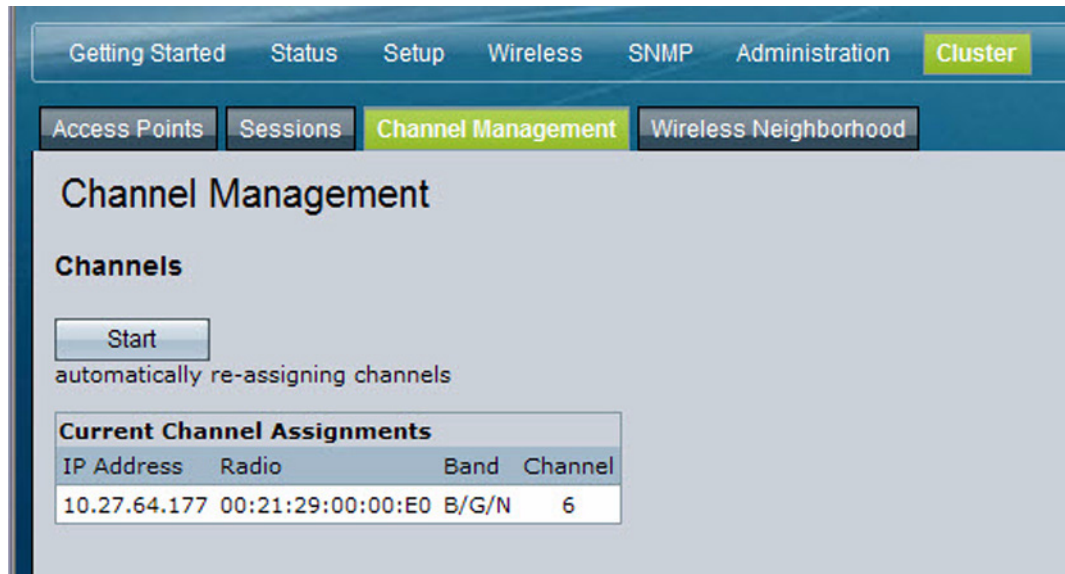 Getting Started Status Setup Wireless SNMP Administration Cluster
Access Points Sessions Channel Management Wireless Neighborhood
Channel Management
Channels
Start
automatically re-assigning channels
Current Channel Assignments
IP Address Radio Band Channel
10.27.64.177 00:21:29:00:00:E0 B/G/N 6